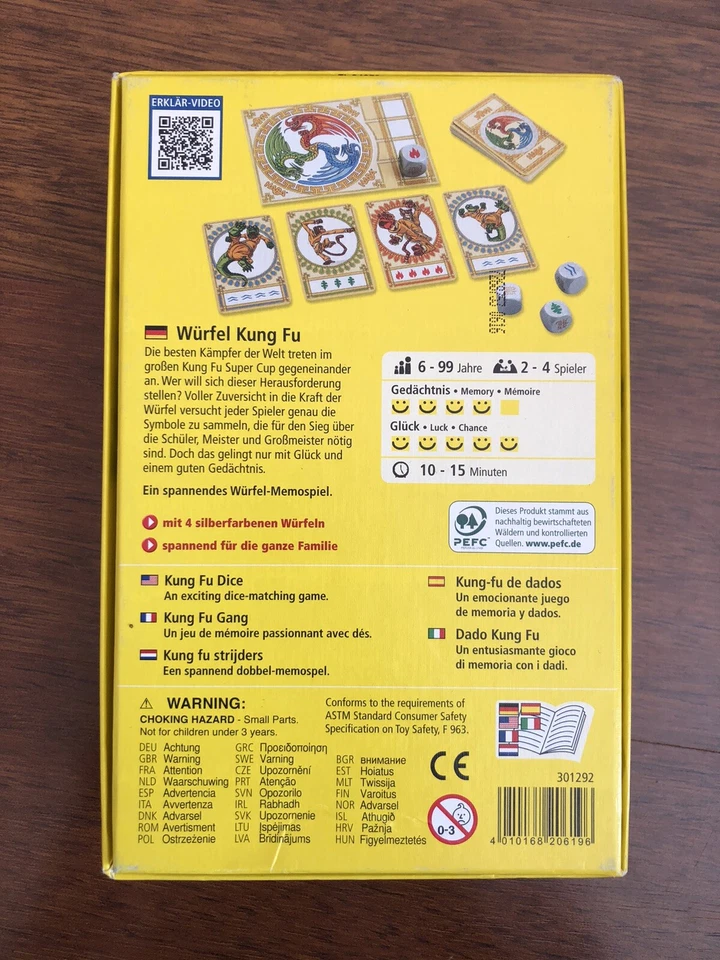 ERKLÄR-VIDEO
Würfel Kung Fu
Die besten Kämpfer der Welt treten im
großen Kung Fu Super Cup gegeneinander
an. Wer will sich dieser Herausforderung
stellen? Voller Zuversicht in die Kraft der
Würfel versucht jeder Spieler genau die
Symbole zu sammeln, die für den Sieg über
die Schüler, Meister und Großmeister nötig
sind. Doch das gelingt nur mit Glück und
einem guten Gedächtnis.
Ein spannendes Würfel-Memospiel.
mit 4 silberfarbenen Würfeln
spannend für die ganze Familie
6 - 99 Jahre 2 - 4 Spieler
Gedächtnis • Memory • Mémoire
Glück • Luck • Chance
10 - 15 Minuten
PEFC
Dieses Produkt stammt aus
nachhaltig bewirtschafteten
Wäldern und kontrollierten
Quellen. www.pefc.de
Kung Fu Dice
An exciting dice-matching game.
Kung Fu Gang
Un jeu de mémoire passionnant avec dés.
Kung fu strijders
Een spannend dobbel-memospel.
Kung-fu de dados
Un emocionante juego
de memoria y dados.
Dado Kung Fu
Un entusiasmante gioco
di memoria con i dadi.
WARNING:
CHOKING HAZARD - Small Parts.
Not for children under 3 years.
Conforms to the requirements of
ASTM Standard Consumer Safety
Specification on Toy Safety, F 963.
DEU Achtung
GBR Warning
FRA Attention
NLD Waarschuwing
ESP Advertencia
ITA Avvertenza
DNK Advarsel
ROM Avertisment
POL Ostrzeżenie
GRC Προειδοποίηση
SWE Varning
CZE Upozornění
PRT Atenção
SVN Opozorilo
IRL Rabhadh
SVK Upozornenie
LTU Įspėjimas
LVA Brīdinājums
BGR внимание
EST Hoiatus
MLT Twissija
FIN Varoitus
NOR Advarsel
ISL Athugið
HRV Pažnja
HUN Figyelmeztetés
CE
0-3
301292
4 010168 206196